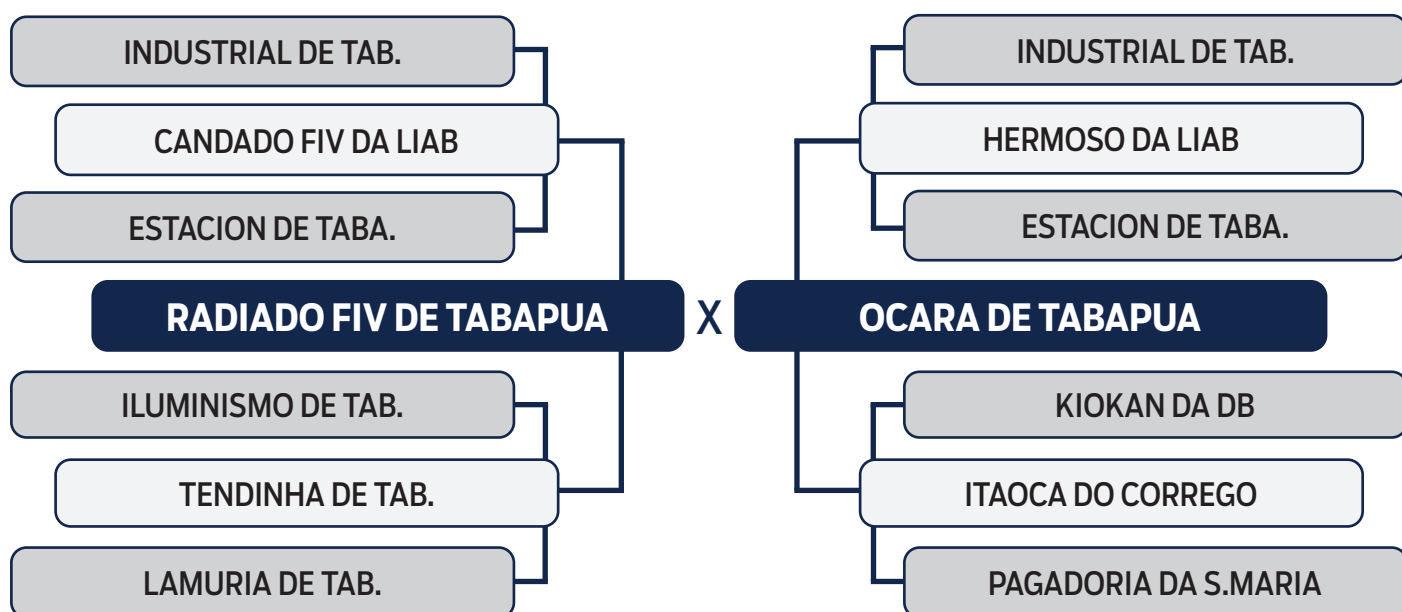 INDUSTRIAL DE TAB.
CANDADO FIV DA LIAB
ESTACION DE TABA.
RADIADO FIV DE TABAPUA
ILUMINISMO DE TAB.
TENDINHA DE TAB.
LAMURIA DE TAB.
X
INDUSTRIAL DE TAB.
HERMOSO DA LIAB
ESTACION DE TABA.
OCARA DE TABAPUA
KIOKAN DA DB
ITAOCA DO CORREGO
PAGADORIA DA S.MARIA